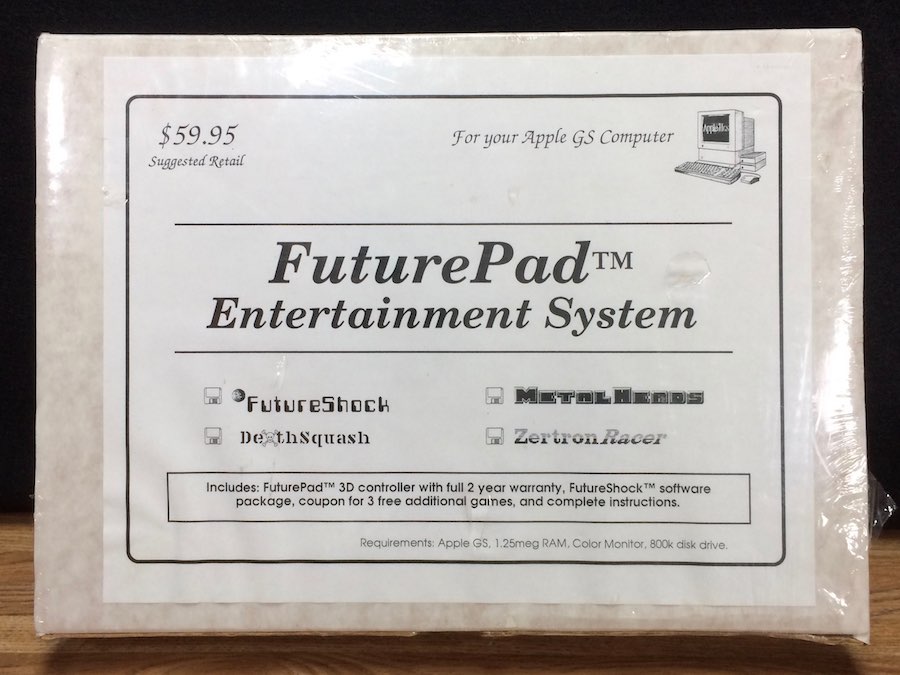 $59.95
Suggested Retail
For your Apple GS Computer
FuturePad™
Entertainment System
FutureShock
MetalHeads
DeathSquash
ZertronRacer
Includes: FuturePad™ 3D controller with full 2 year warranty, FutureShock™ software
package, coupon for 3 free additional games, and complete instructions.
Requirements: Apple GS, 1.25meg RAM, Color Monitor, 800k disk drive.